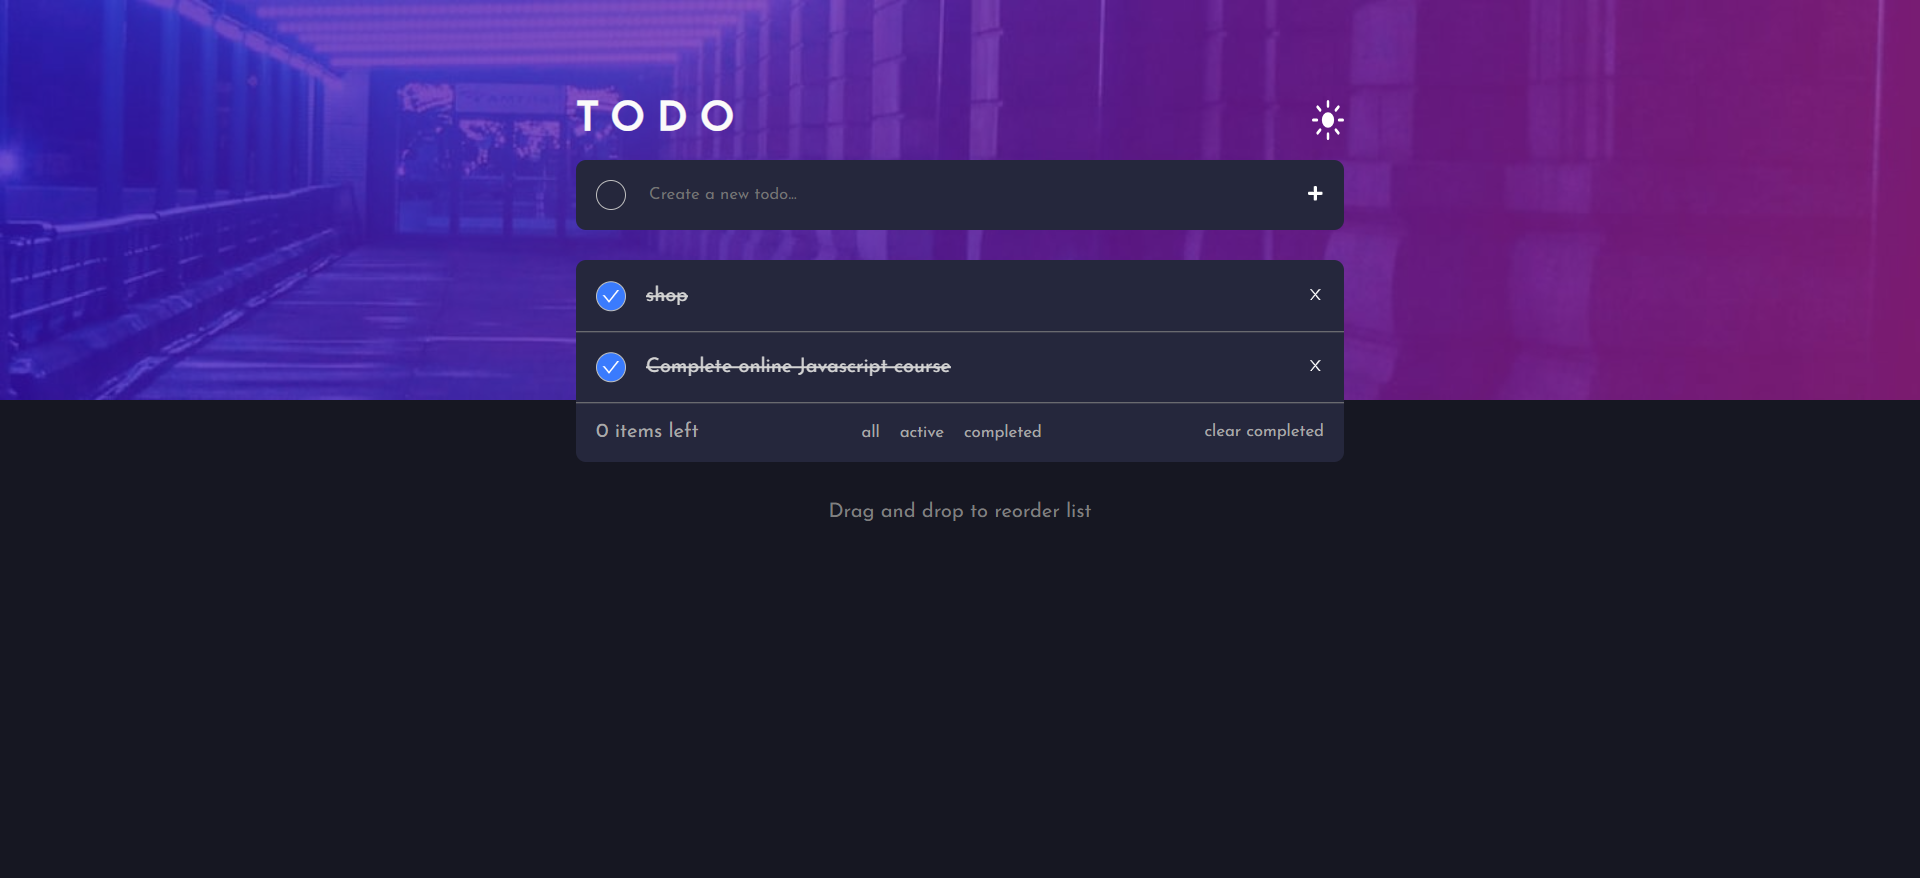 TODO
Create a new todo...
+
shop X
Complete online Javascript course X
0 items left all active completed clear completed
Drag and drop to reorder list